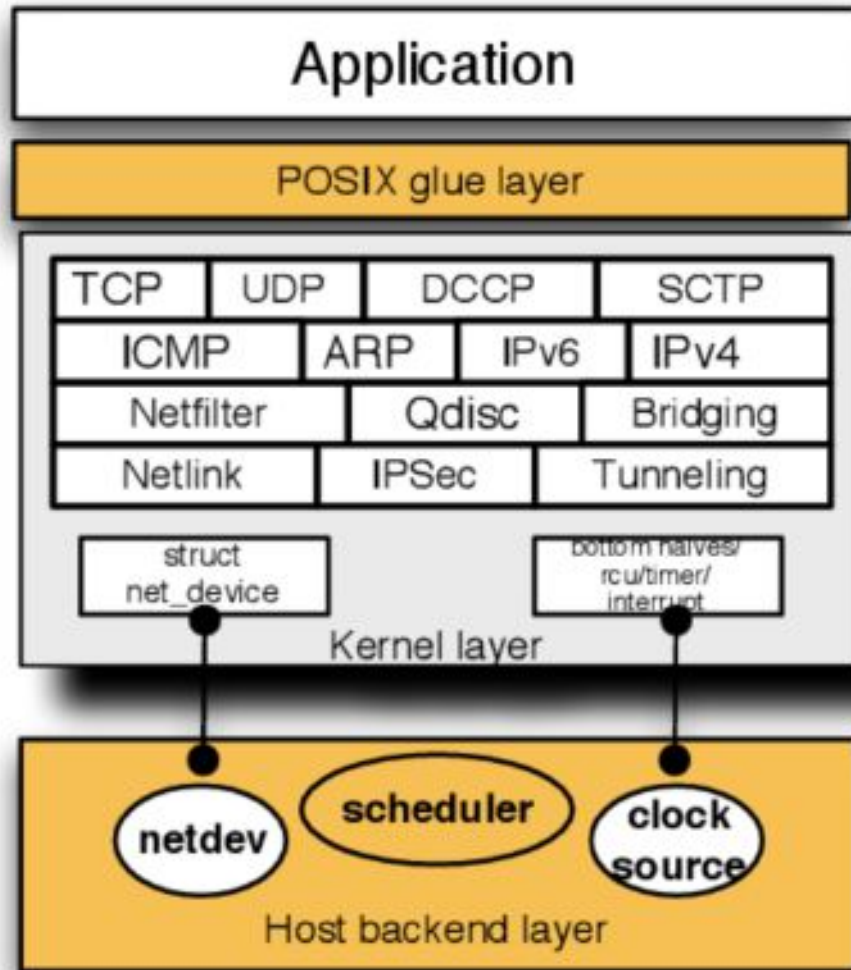 Application
POSIX glue layer
TCP UDP DCCP SCTP
ICMP ARP IPv6 IPv4
Netfilter Qdisc Bridging
Netlink IPSec Tunneling
struct
net_device
bottom halves/
rcu/timer/
interrupt
Kernel layer
netdev
scheduler
clock
source
Host backend layer